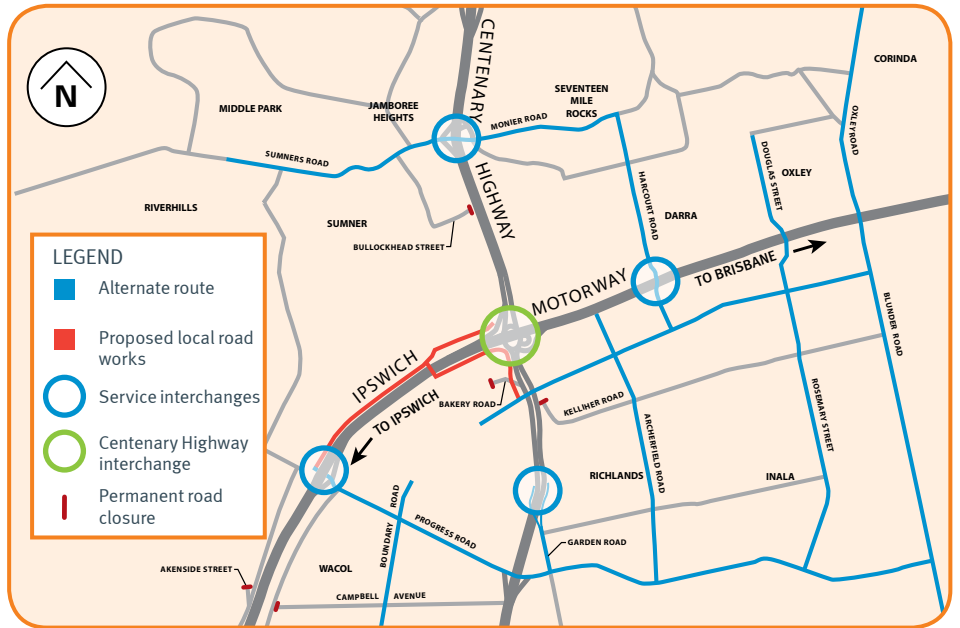 CENTENARY
HIGHWAY
CORINDA
N
MIDDLE PARK
JAMBOREE
HEIGHTS
SEVENTEEN
MILE
ROCKS
MONIER ROAD
OXLEY ROAD
SUMNERS ROAD
DOUGLAS STREET
OXLEY
HARCOURT ROAD
RIVERHILLS
SUMNER
DARRA
BULLOCKHEAD STREET
LEGEND
Alternate route
Proposed local road
works
Service interchanges
Centenary Highway
interchange
Permanent road
closure
TO BRISBANE
MOTORWAY
IPSWICH
TO IPSWICH
BLUNDER ROAD
BAKERY ROAD
KELLIHER ROAD
ARCHERFIELD ROAD
ROSEMARY STREET
RICHLANDS
INALA
BOUNDARY ROAD
PROGRESS ROAD
GARDEN ROAD
AKENSIDE STREET
WACOL
CAMPBELL AVENUE